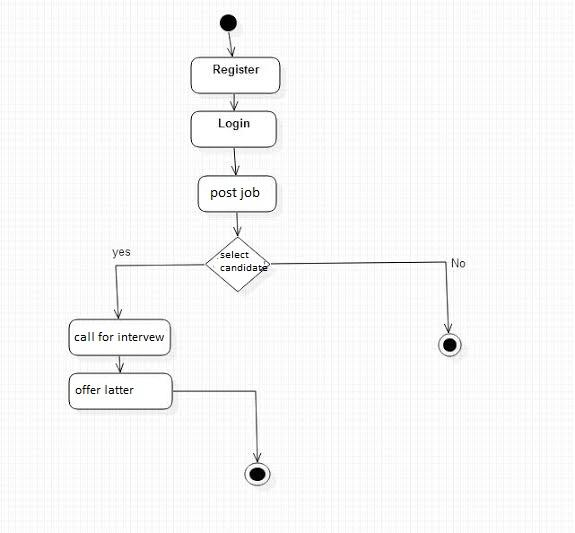 Register
Login
post job
select
candidate
yes
No
call for intervew
offer latter